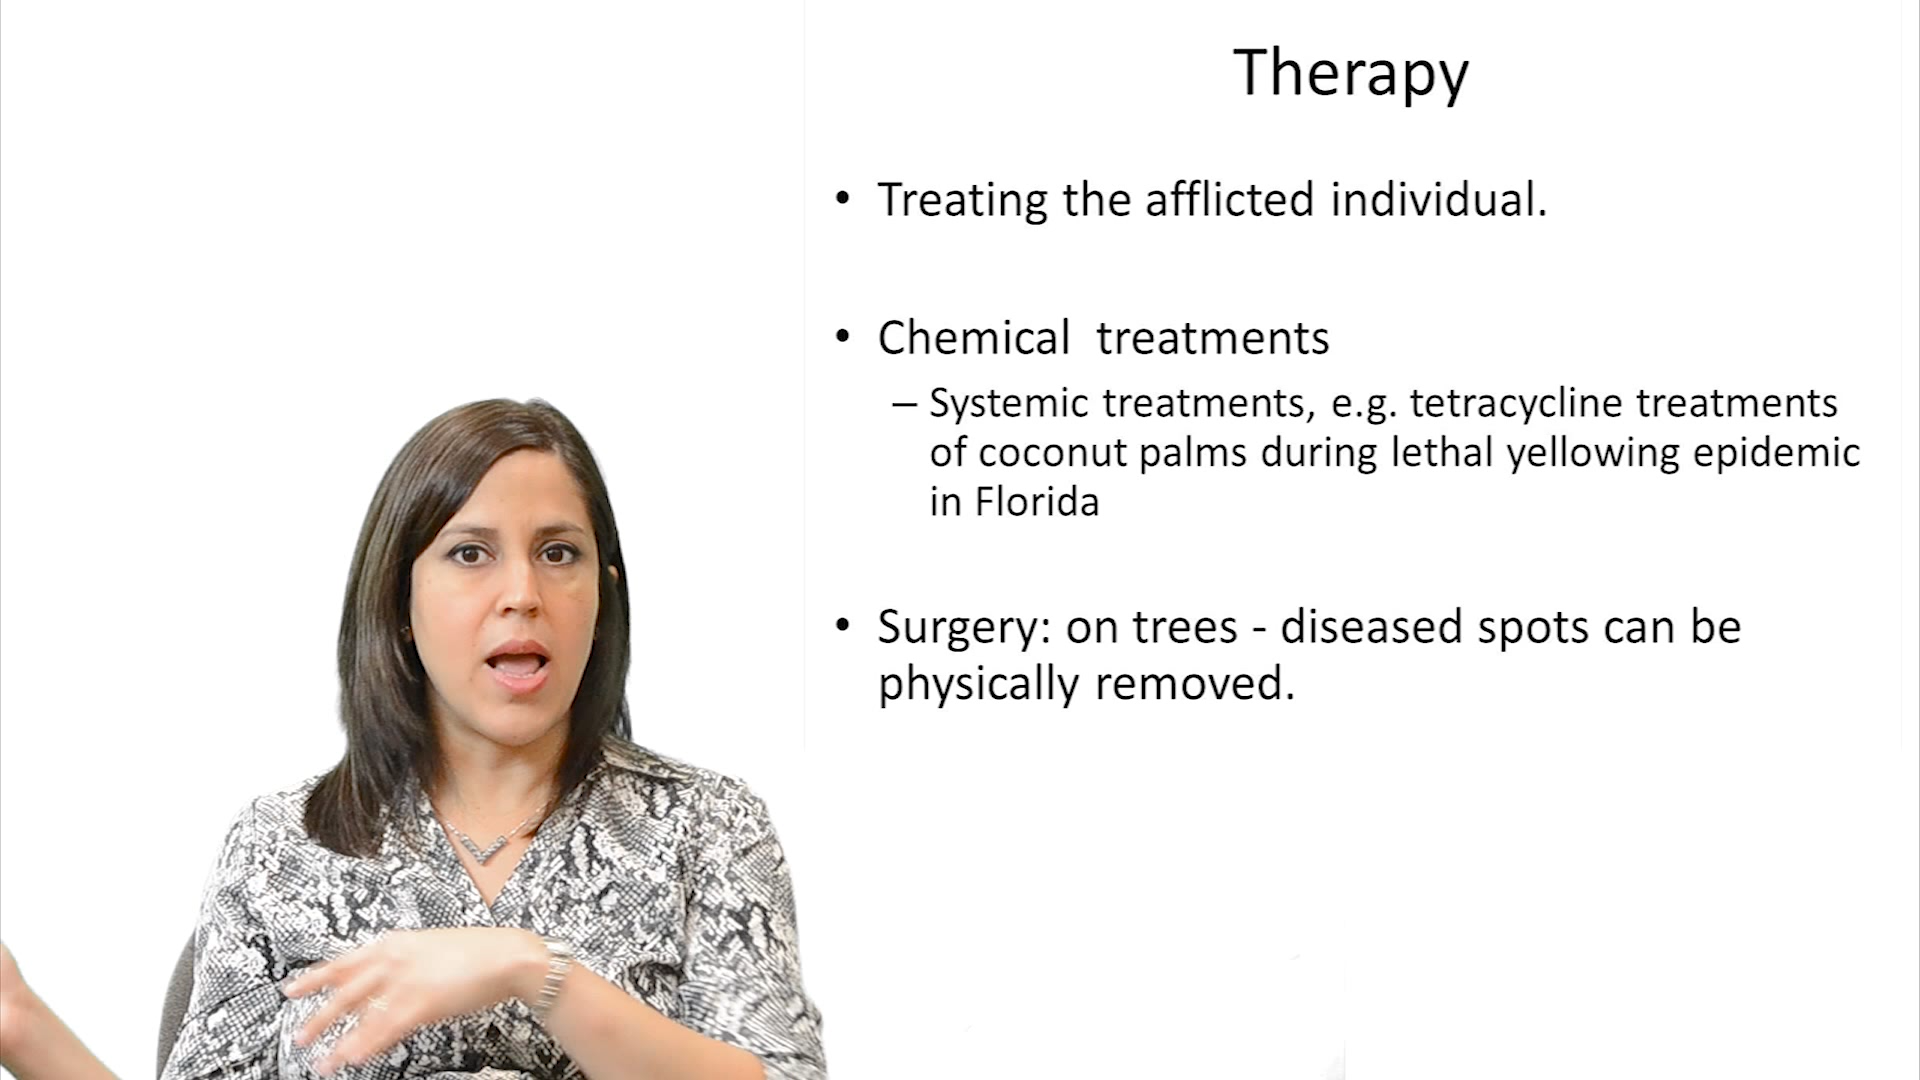 Therapy
• Treating the afflicted individual.
• Chemical  treatments
– Systemic treatments, e.g. tetracycline treatments
of coconut palms during lethal yellowing epidemic
in Florida
• Surgery: on trees - diseased spots can be
physically removed.